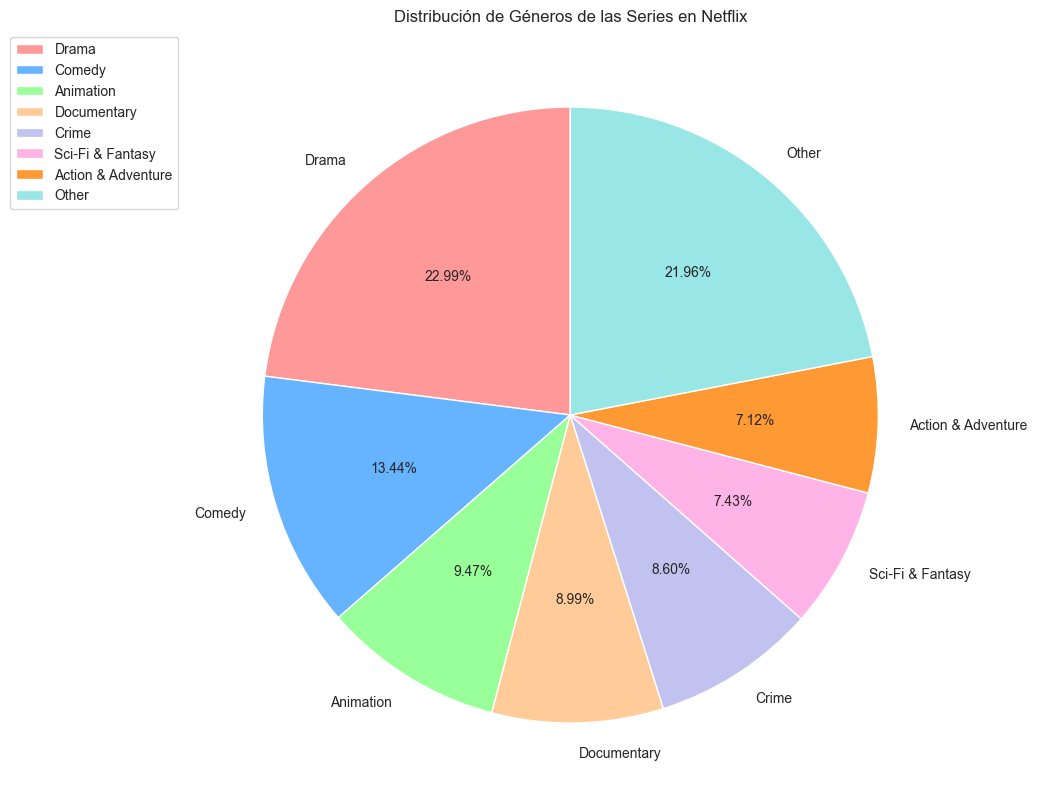 Distribución de Géneros de las Series en Netflix
Drama
Comedy
Animation
Documentary
Crime
Sci-Fi & Fantasy
Action & Adventure
Other
Drama
Other
22.99%
21.96%
7.12%
Action & Adventure
13.44%
7.43%
Comedy
9.47%
8.60%
Sci-Fi & Fantasy
8.99%
Animation
Crime
Documentary